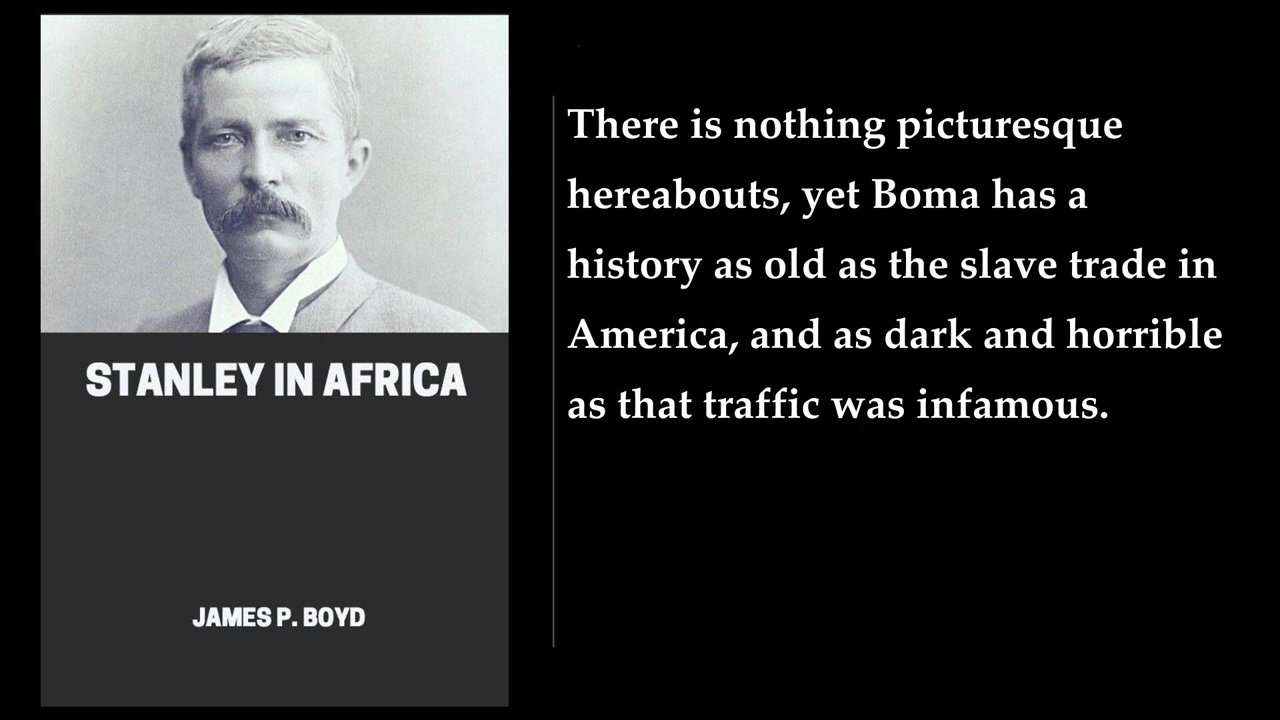 STANLEY IN AFRICA
JAMES P. BOYD
There is nothing picturesque
hereabouts, yet Boma has a
history as old as the slave trade in
America, and as dark and horrible
as that traffic was infamous.